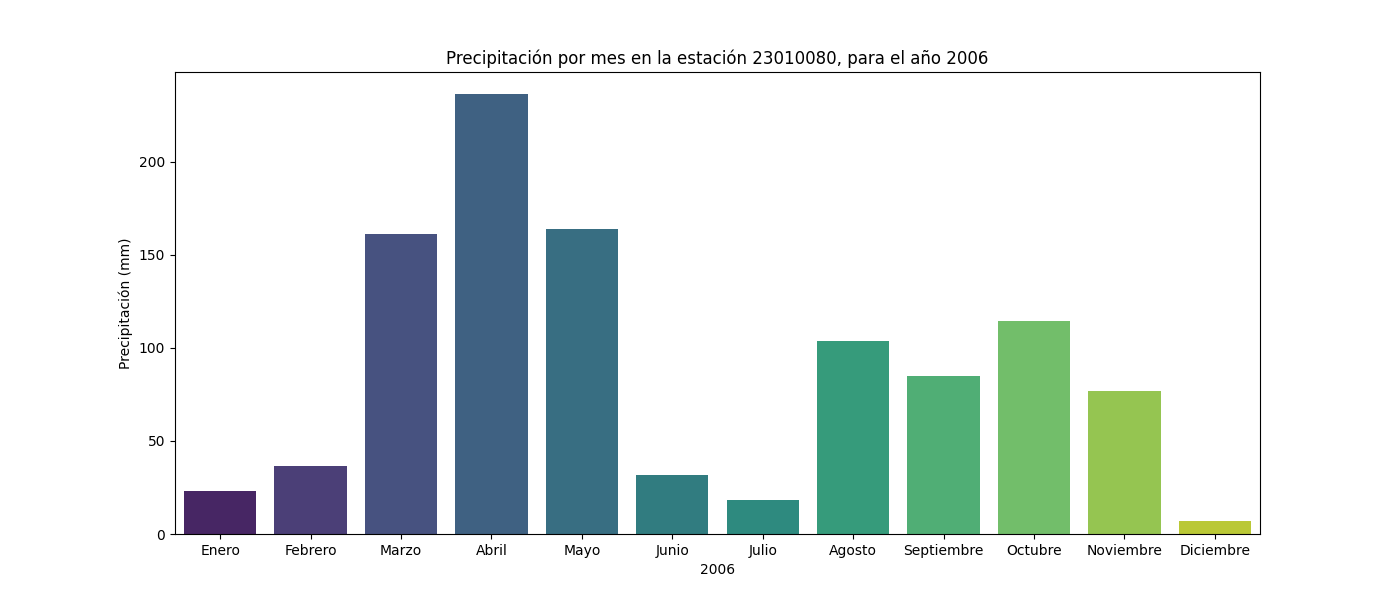 Precipitación por mes en la estación 23010080, para el año 2006
Precipitación (mm)
200
150
100
50
0
Enero Febrero Marzo Abril Mayo Junio Julio Agosto Septiembre Octubre Noviembre Diciembre
2006